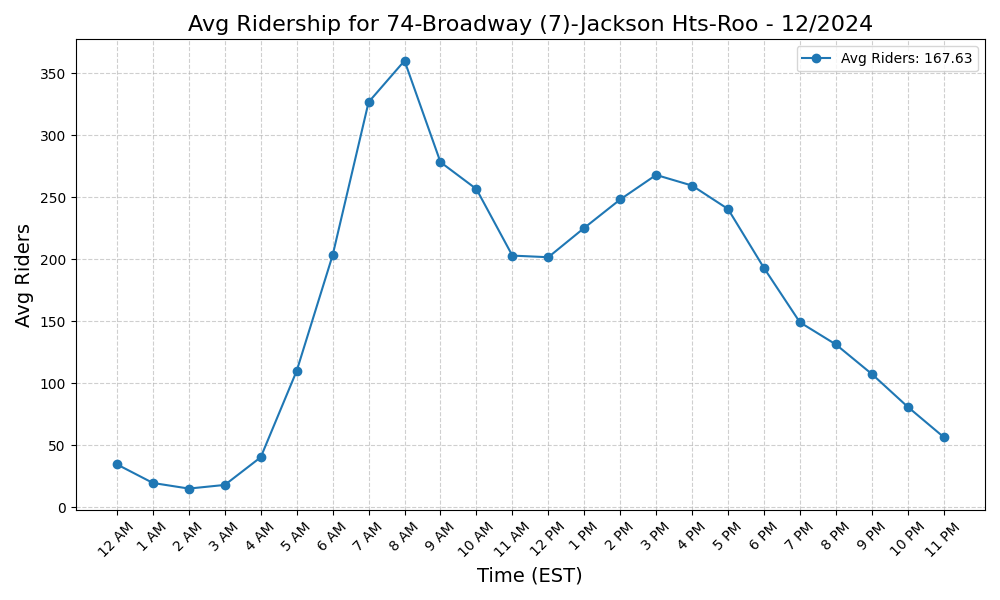 Avg Ridership for 74-Broadway (7)-Jackson Hts-Roo - 12/2024
Avg Riders: 167.63
Avg Riders
350
300
250
200
150
100
50
0
12 AM
1 AM
2 AM
3 AM
4 AM
5 AM
6 AM
7 AM
8 AM
9 AM
10 AM
11 AM
12 PM
1 PM
2 PM
3 PM
4 PM
5 PM
6 PM
7 PM
8 PM
9 PM
10 PM
11 PM
Time (EST)